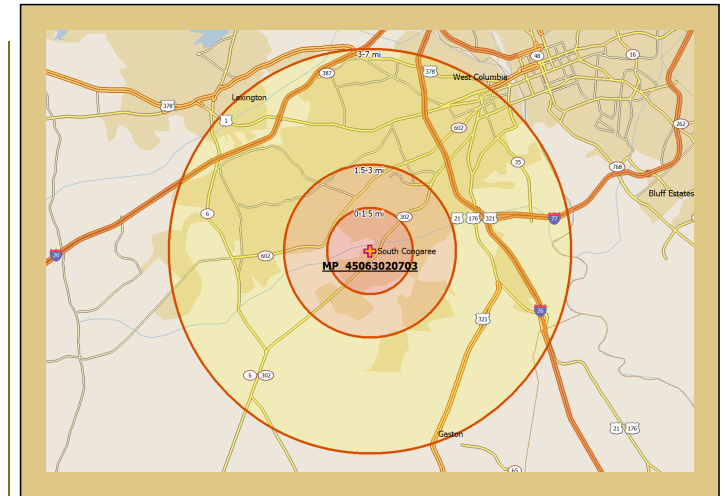 3-7 mi
48
16
387
378
West Columbia
Lexington
378
1
602
262
35
768
1.5-3 mi
Bluff Estates
6
0-1.5 mi
302
21 176 321
77
20
602
South Congaree
MP_45063020703
321
26
6 302
21 176
Gaston
65